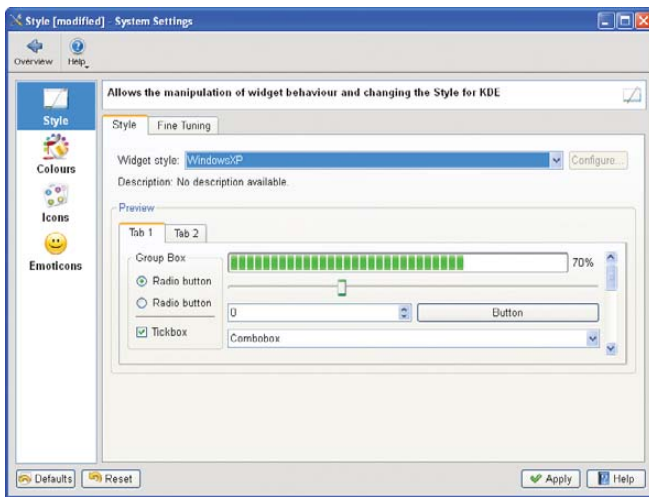 Style [modified] - System Settings
Overview
Help
Allows the manipulation of widget behaviour and changing the Style for KDE
Style
Colours
Icons
Emoticons
Style
Fine Tuning
Widget style:
WindowsXP
Configure...
Description: No description available.
Preview
Tab 1
Tab 2
Group Box
Radio button
Radio button
Tickbox
70%
0
Button
Combobox
Defaults
Reset
Apply
Help